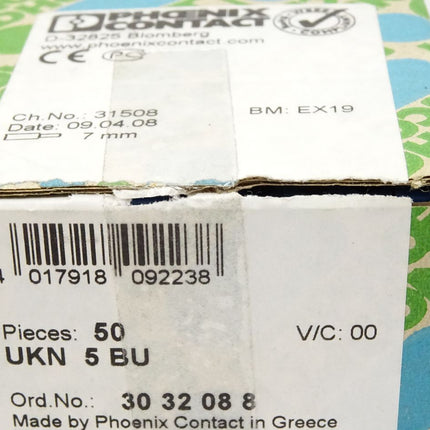 PHOENIX
CONTACT
D-32825 Blomberg
www.phoenixcontact.com
CE PG
Ch.No.: 31508 BM: EX19
Date: 09.04.08
7 mm
4 017918 092238
Pieces: 50 V/C: 00
UKN 5 BU
Ord.No.: 30 32 08 8
Made by Phoenix Contact in Greece